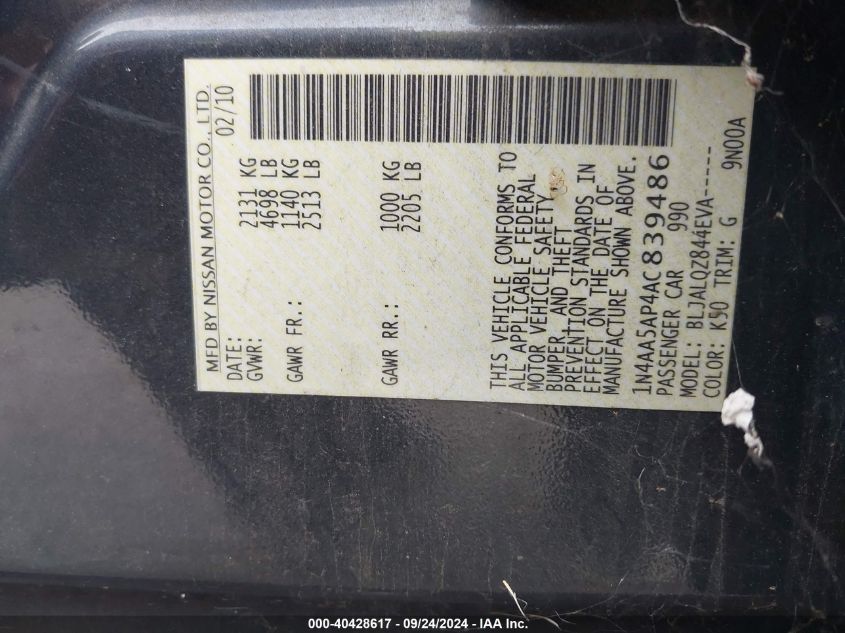 MFD BY NISSAN MOTOR CO., LTD.
DATE: 02/10
GVWR: 2131 KG
4698 LB
GAWR FR.: 1140 KG
2513 LB
GAWR RR.: 1000 KG
2205 LB
THIS VEHICLE CONFORMS TO
ALL APPLICABLE FEDERAL
MOTOR VEHICLE SAFETY,
BUMPER, AND THEFT
PREVENTION STANDARDS IN
EFFECT ON THE DATE OF
MANUFACTURE SHOWN ABOVE.
1N4AA5AP4AC839486
PASSENGER CAR 990
MODEL: BLJALQZ844EVA------
COLOR: K50 TRIM: G 9N00A
000-40428617 - 09/24/2024 - IAA Inc.